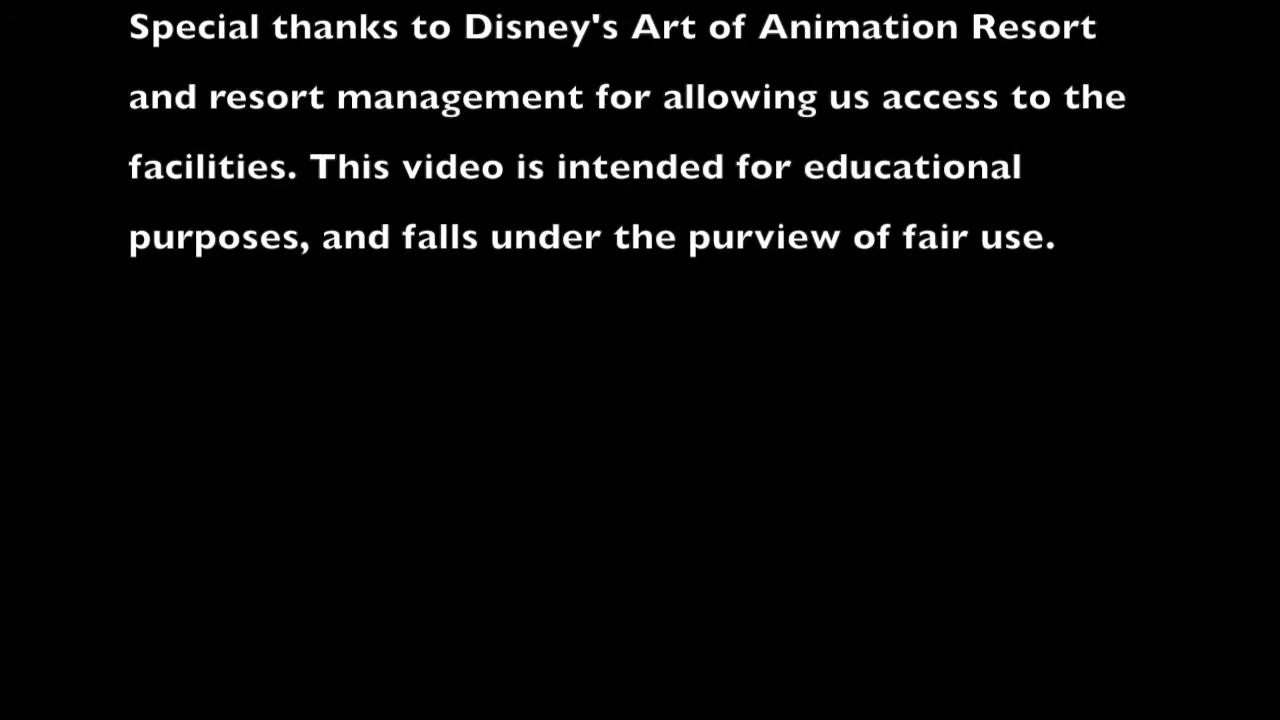 Special thanks to Disney's Art of Animation Resort
and resort management for allowing us access to the
facilities. This video is intended for educational
purposes, and falls under the purview of fair use.